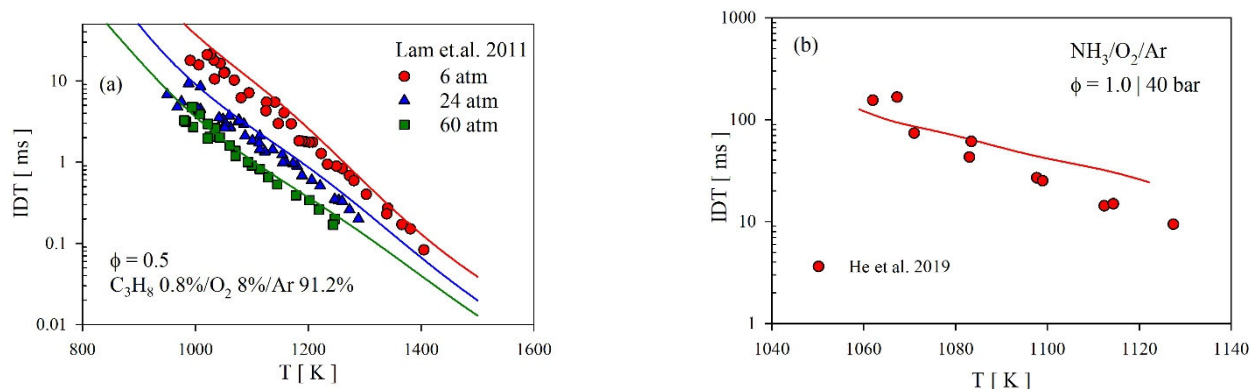 Lam et.al. 2011
(a)
6 atm
24 atm
60 atm
10
1
0.1
0.01
IDT [ ms]
ϕ = 0.5
C₃H₈ 0.8%/O₂ 8%/Ar 91.2%
800 1000 1200 1400 1600
T [ K ]
(b)
NH₃/O₂/Ar
ϕ = 1.0 | 40 bar
1000
100
10
1
IDT [ ms]
He et al. 2019
1040 1060 1080 1100 1120 1140
T [ K ]